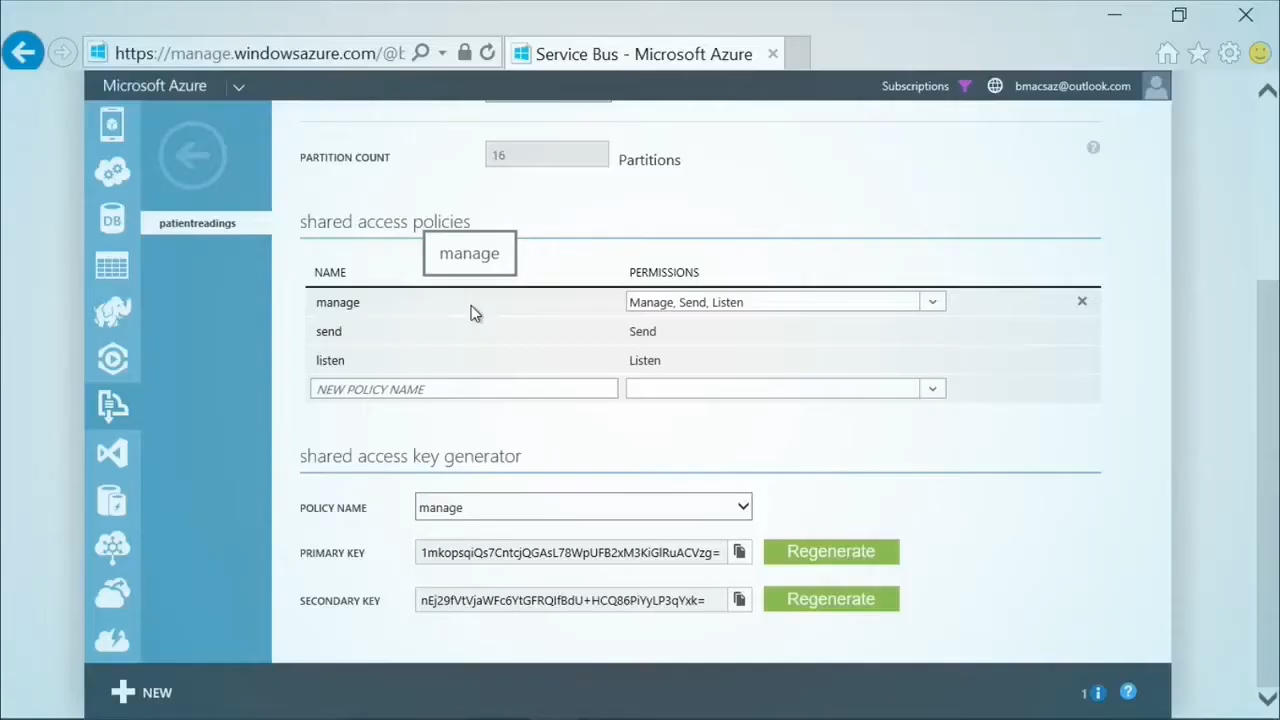 https://manage.windowsazure.com/@b
Service Bus - Microsoft Azure
Microsoft Azure
Subscriptions
bmacsaz@outlook.com
PARTITION COUNT
16
Partitions
patientreadings
shared access policies
manage
NAME
PERMISSIONS
manage
Manage, Send, Listen
send
Send
listen
Listen
NEW POLICY NAME
shared access key generator
POLICY NAME
manage
PRIMARY KEY
1mkopsqiQs7CntcjQGAsL78WpUFB2xM3KiGlRuACVzg=
Regenerate
SECONDARY KEY
nEj29fVtVjaWFc6YtGFRQIfBdU+HCQ86PiYyLP3qYxk=
Regenerate
NEW
1
DB